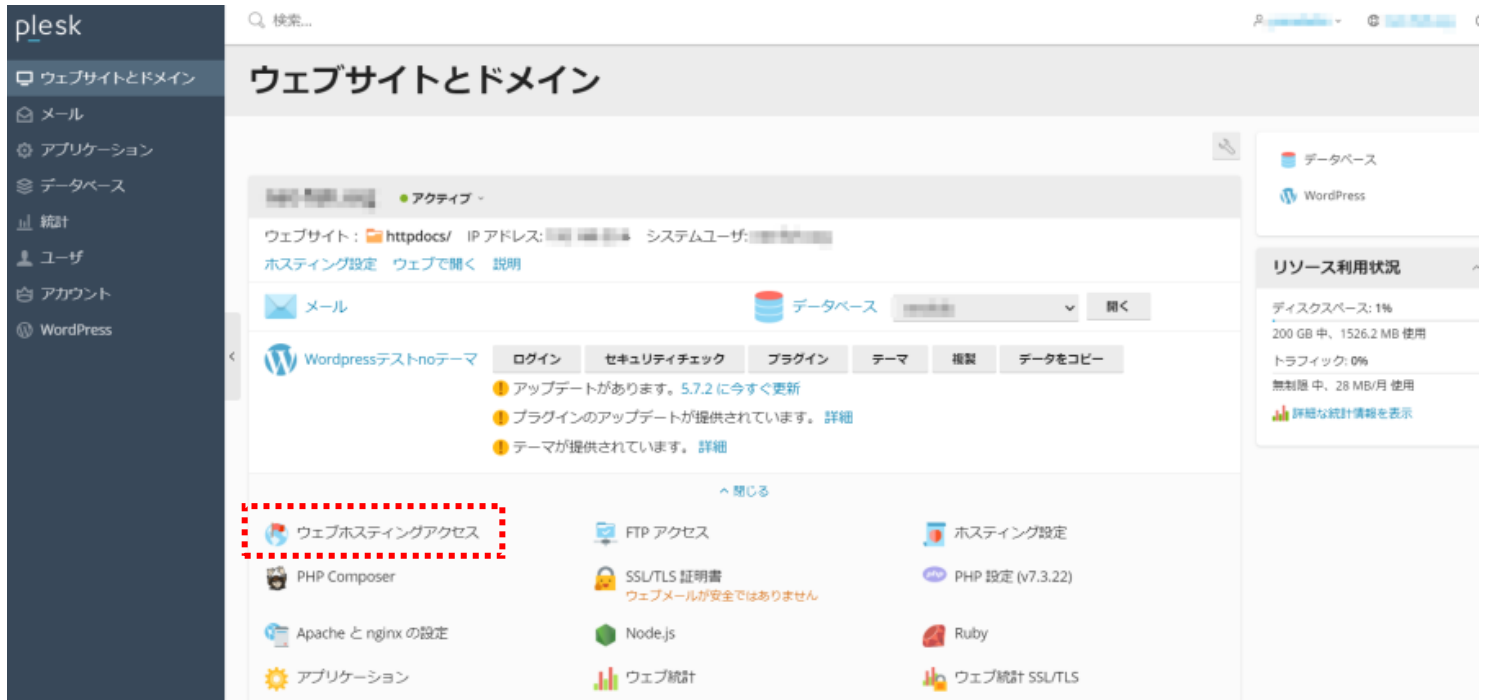 plesk
検索...
ウェブサイトとドメイン
メール
アプリケーション
データベース
統計
ユーザ
アカウント
WordPress
ウェブサイトとドメイン
アクティブ
ウェブサイト : httpdocs/ IP アドレス: システムユーザ:
ホスティング設定 ウェブで開く 説明
メール データベース 開く
Wordpressテストnoテーマ ログイン セキュリティチェック プラグイン テーマ 複製 データをコピー
アップデートがあります。5.7.2 に今すぐ更新
プラグインのアップデートが提供されています。 詳細
テーマが提供されています。 詳細
閉じる
ウェブホスティングアクセス FTP アクセス ホスティング設定
PHP Composer SSL/TLS 証明書 PHP 設定 (v7.3.22)
ウェブメールが安全ではありません
Apache と nginx の設定 Node.js Ruby
アプリケーション ウェブ統計 ウェブ統計 SSL/TLS
データベース
WordPress
リソース利用状況
ディスクスペース: 1%
200 GB 中、1526.2 MB 使用
トラフィック: 0%
無制限 中、28 MB/月 使用
詳細な統計情報を表示